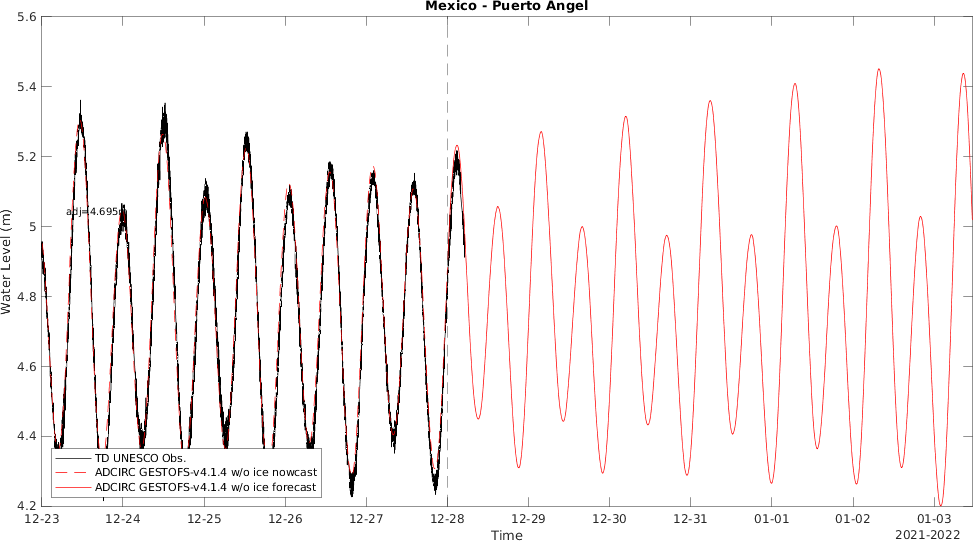 Mexico - Puerto Angel
5.6
5.4
5.2
5
4.8
4.6
4.4
4.2
Water Level (m)
adj=4.695
TD UNESCO Obs.
ADCIRC GESTOFS-v4.1.4 w/o ice nowcast
ADCIRC GESTOFS-v4.1.4 w/o ice forecast
12-23 12-24 12-25 12-26 12-27 12-28 12-29 12-30 12-31 01-01 01-02 01-03
Time
2021-2022